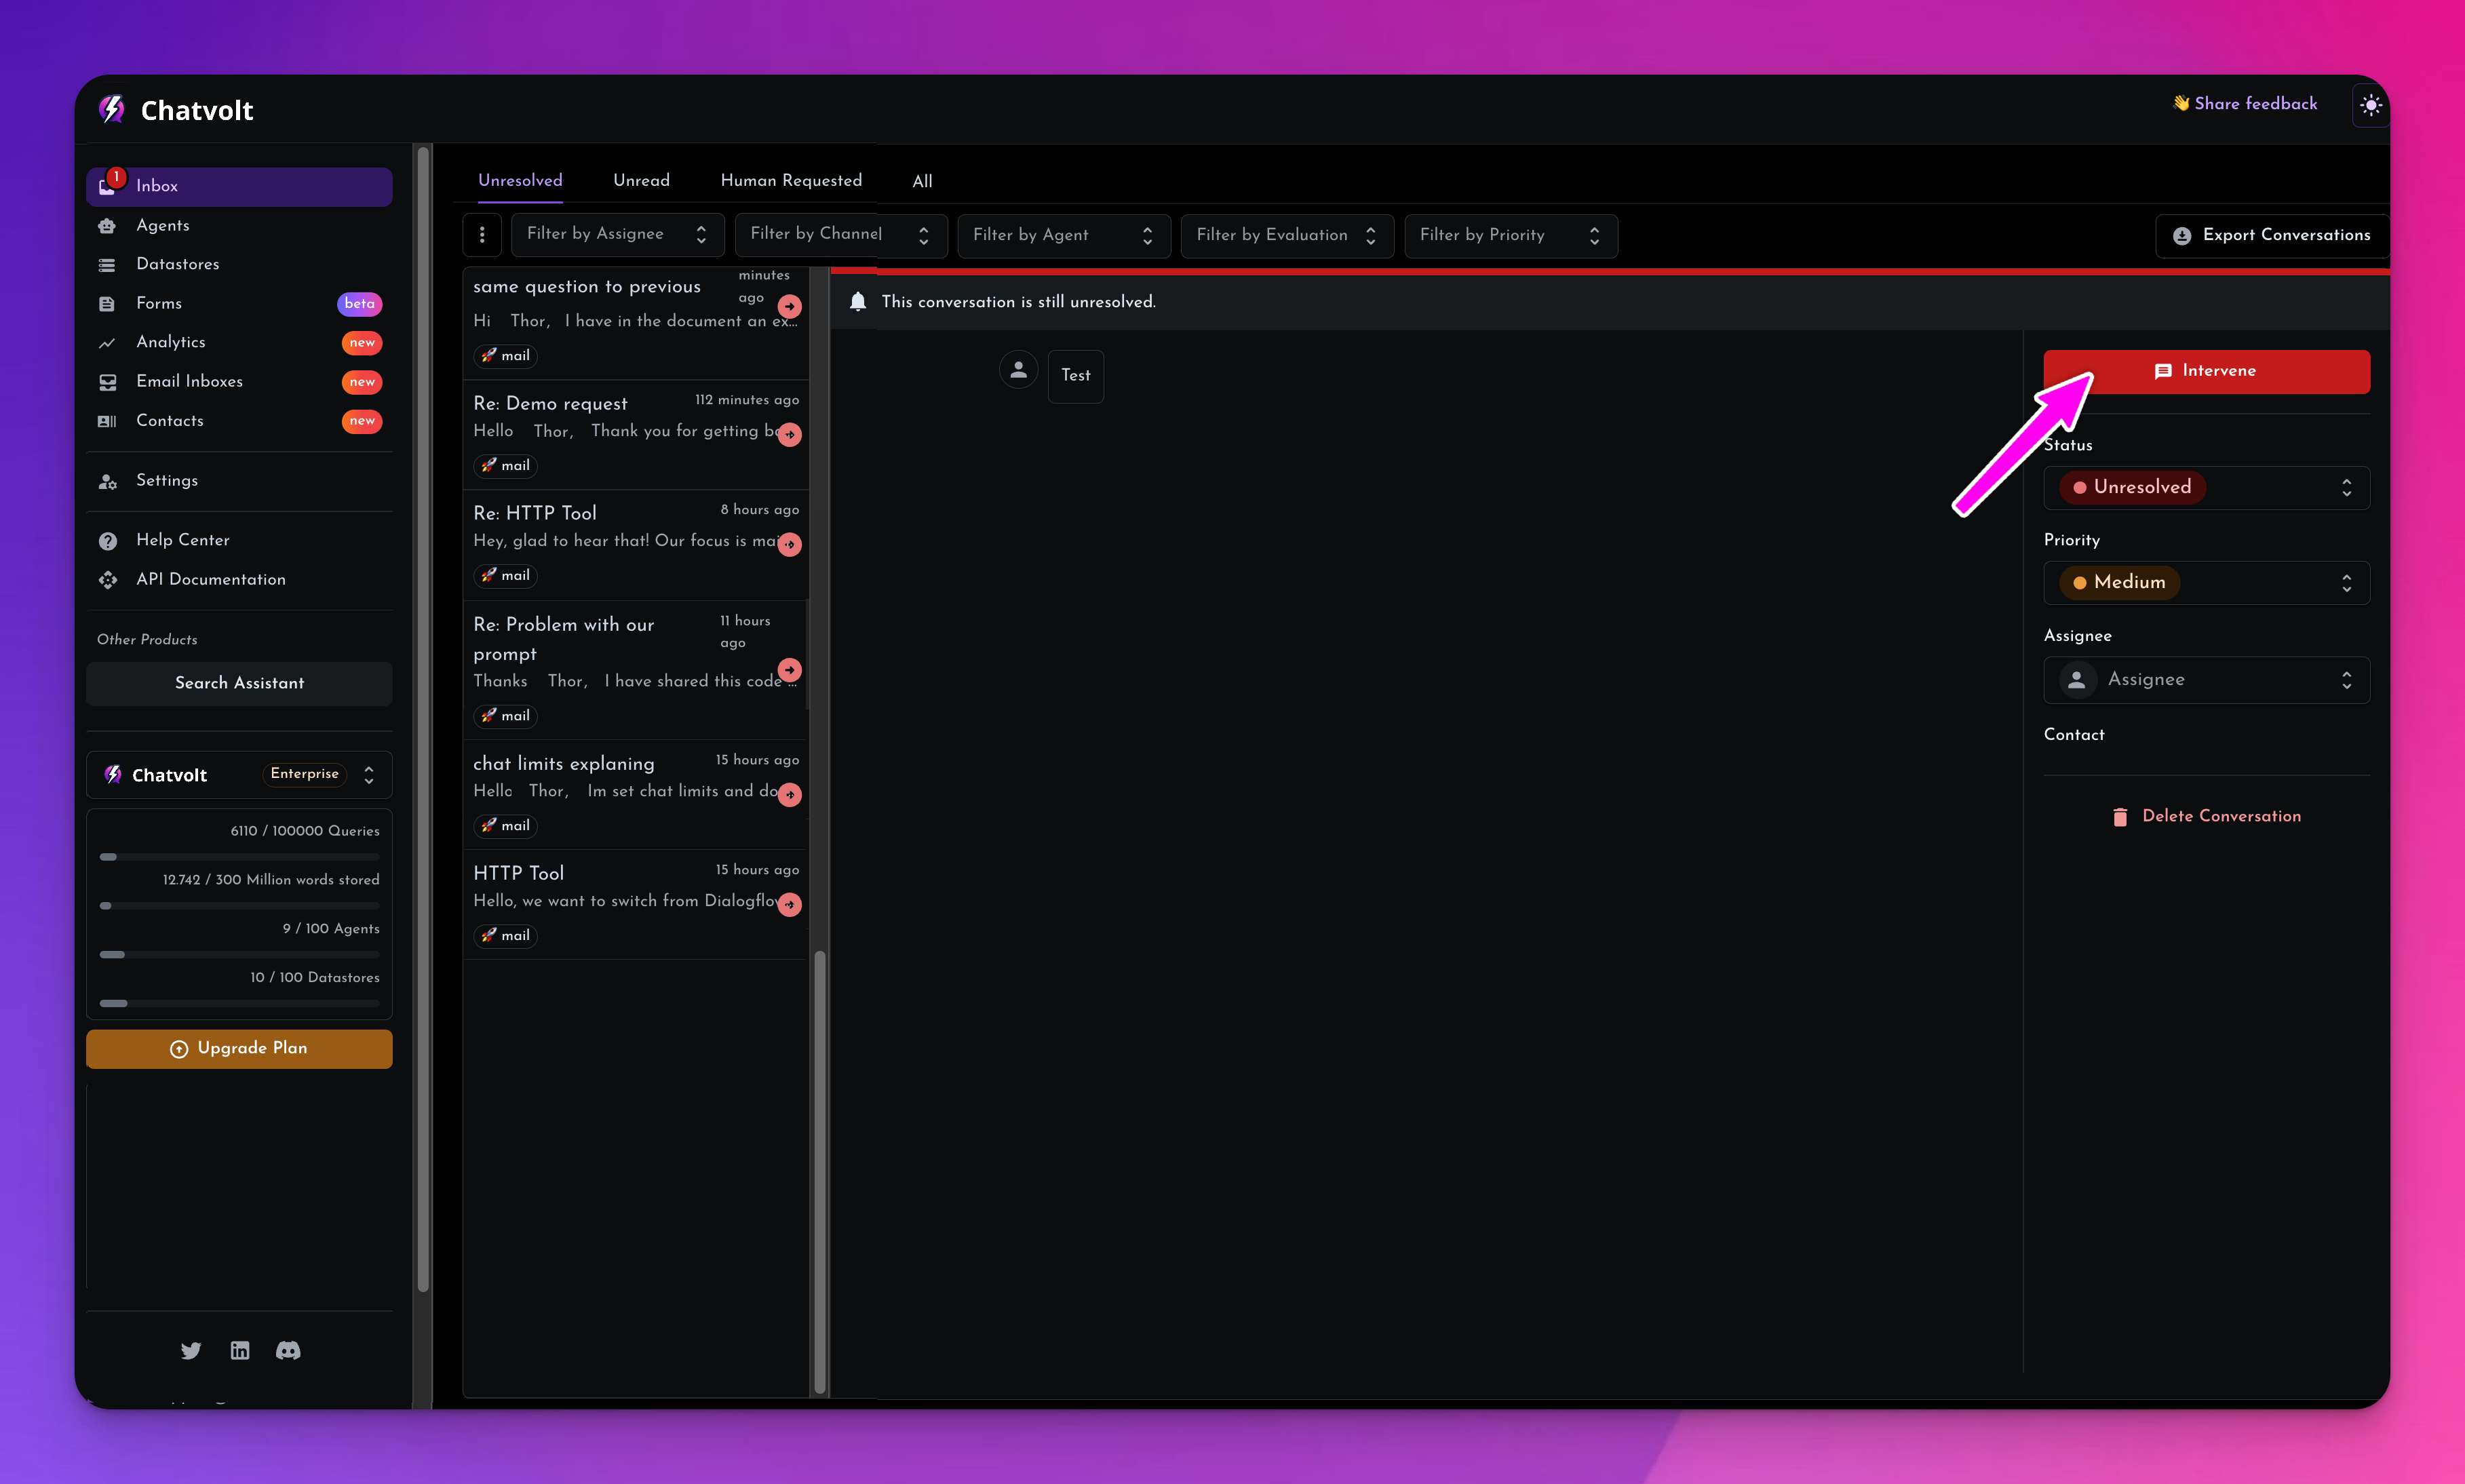 Chatvolt
👋 Share feedback
1
Inbox
Agents
Datastores
Forms
beta
Analytics
new
Email Inboxes
new
Contacts
new
Settings
Help Center
API Documentation
Other Products
Search Assistant
Chatvolt
Enterprise
6110 / 100000 Queries
12.742 / 300 Million words stored
9 / 100 Agents
10 / 100 Datastores
Upgrade Plan
Unresolved
Unread
Human Requested
All
Filter by Assignee
Filter by Channel
Filter by Agent
Filter by Evaluation
Filter by Priority
Export Conversations
same question to previous
minutes
ago
Hi Thor, I have in the document an ex...
🚀 mail
Re: Demo request
112 minutes ago
Hello Thor, Thank you for getting
🚀 mail
Re: HTTP Tool
8 hours ago
Hey, glad to hear that! Our focus is
🚀 mail
Re: Problem with our
prompt
11 hours
ago
Thanks Thor, I have shared this code ...
🚀 mail
chat limits explaning
15 hours ago
Thor, Im set chat limits and
🚀 mail
HTTP Tool
15 hours ago
Hello, we want to switch from
🚀 mail
This conversation is still unresolved.
Test
Intervene
Status
Unresolved
Priority
Medium
Assignee
Assignee
Contact
Delete Conversation